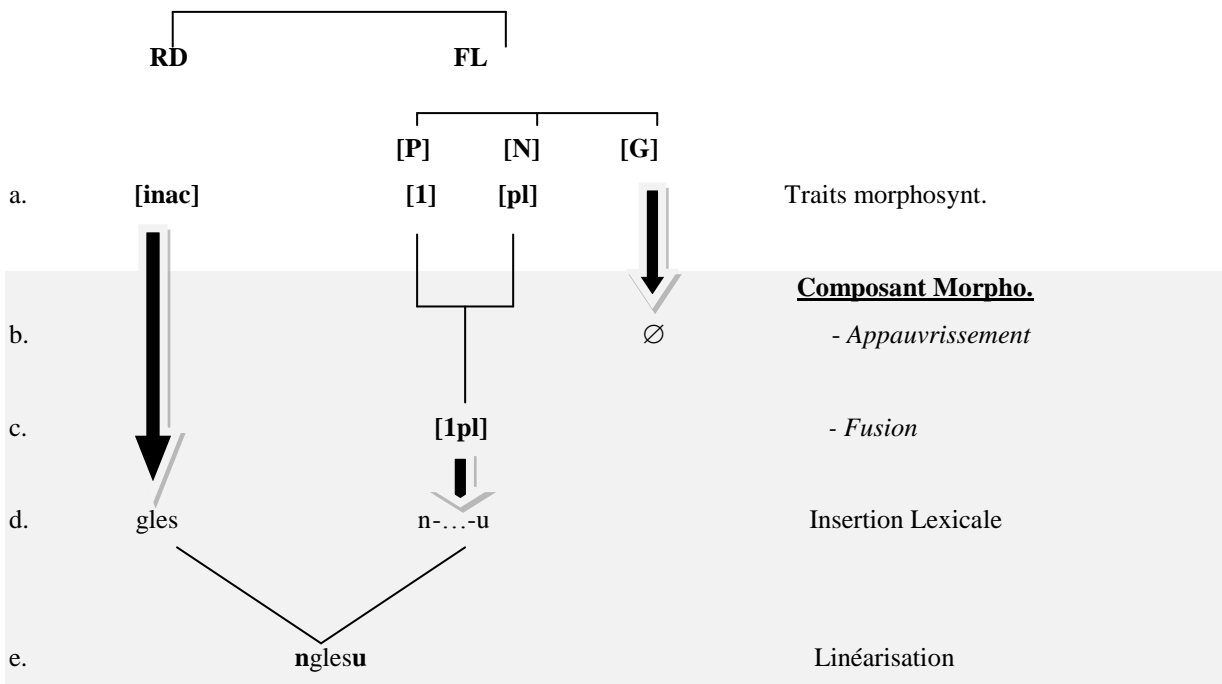 RD FL
[P] [N] [G]
a. [inac] [1] [pl] Traits morphosynt.
Composant Morpho.
b. ∅ - Appauvrissement
c. [1pl] - Fusion
d. gles n-…-u Insertion Lexicale
e. nglesu Linéarisation